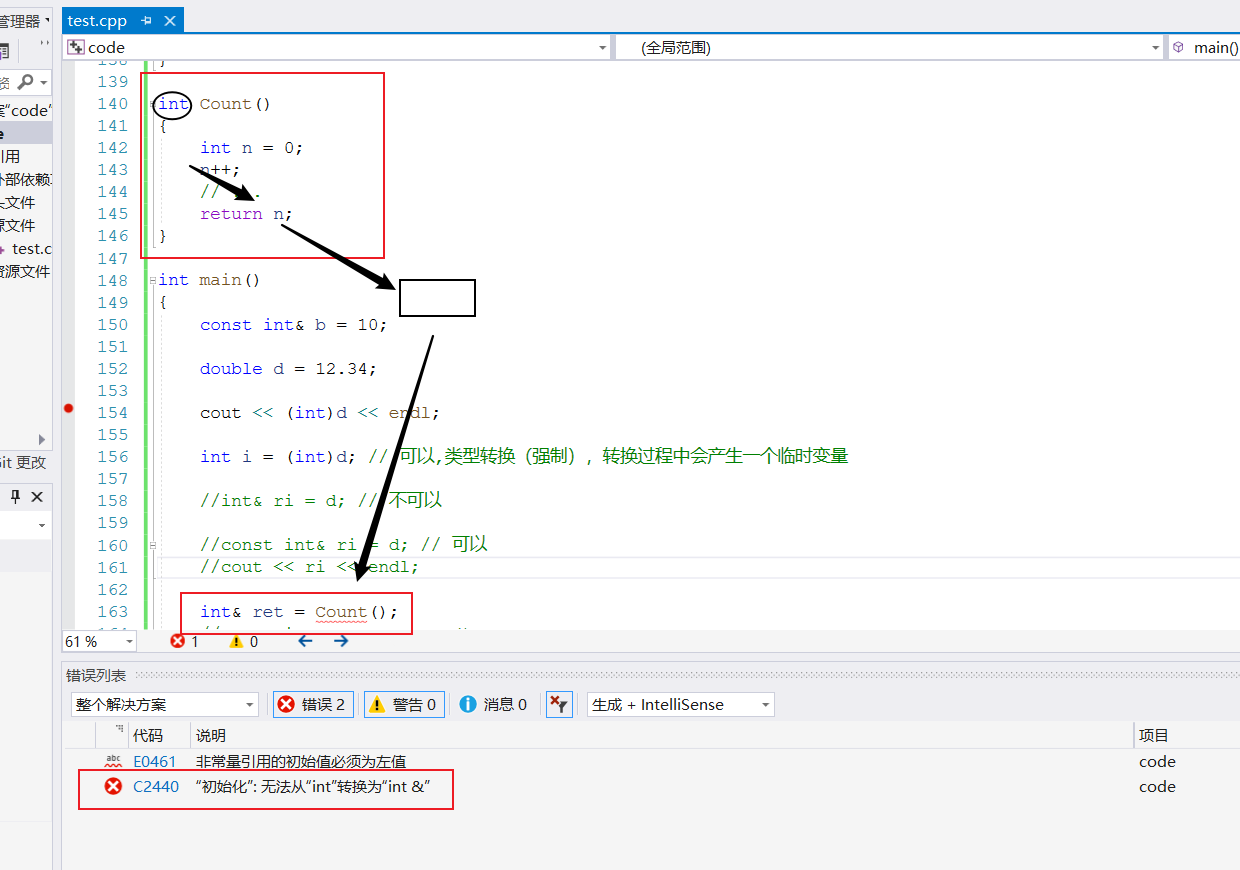 管理器
test.cpp
code
(全局范围)
main()
139
140 int Count()
141 {
142 int n = 0;
143 n++;
144 //
145 return n;
146 }
147
148 int main()
149 {
150 const int& b = 10;
151
152 double d = 12.34;
153
154 cout << (int)d << endl;
155
156 int i = (int)d; // 可以,类型转换（强制），转换过程中会产生一个临时变量
157
158 //int& ri = d; // 不可以
159
160 //const int& ri = d; // 可以
161 //cout << ri << endl;
162
163 int& ret = Count();
“code”
引用
外部依赖
头文件
源文件
test.c
资源文件
Git 更改
61 %
1
0
错误列表
整个解决方案
错误 2
警告 0
消息 0
生成 + IntelliSense
代码
说明
项目
abc E0461 非常量引用的初始值必须为左值 code
C2440 “初始化”: 无法从“int”转换为“int &” code